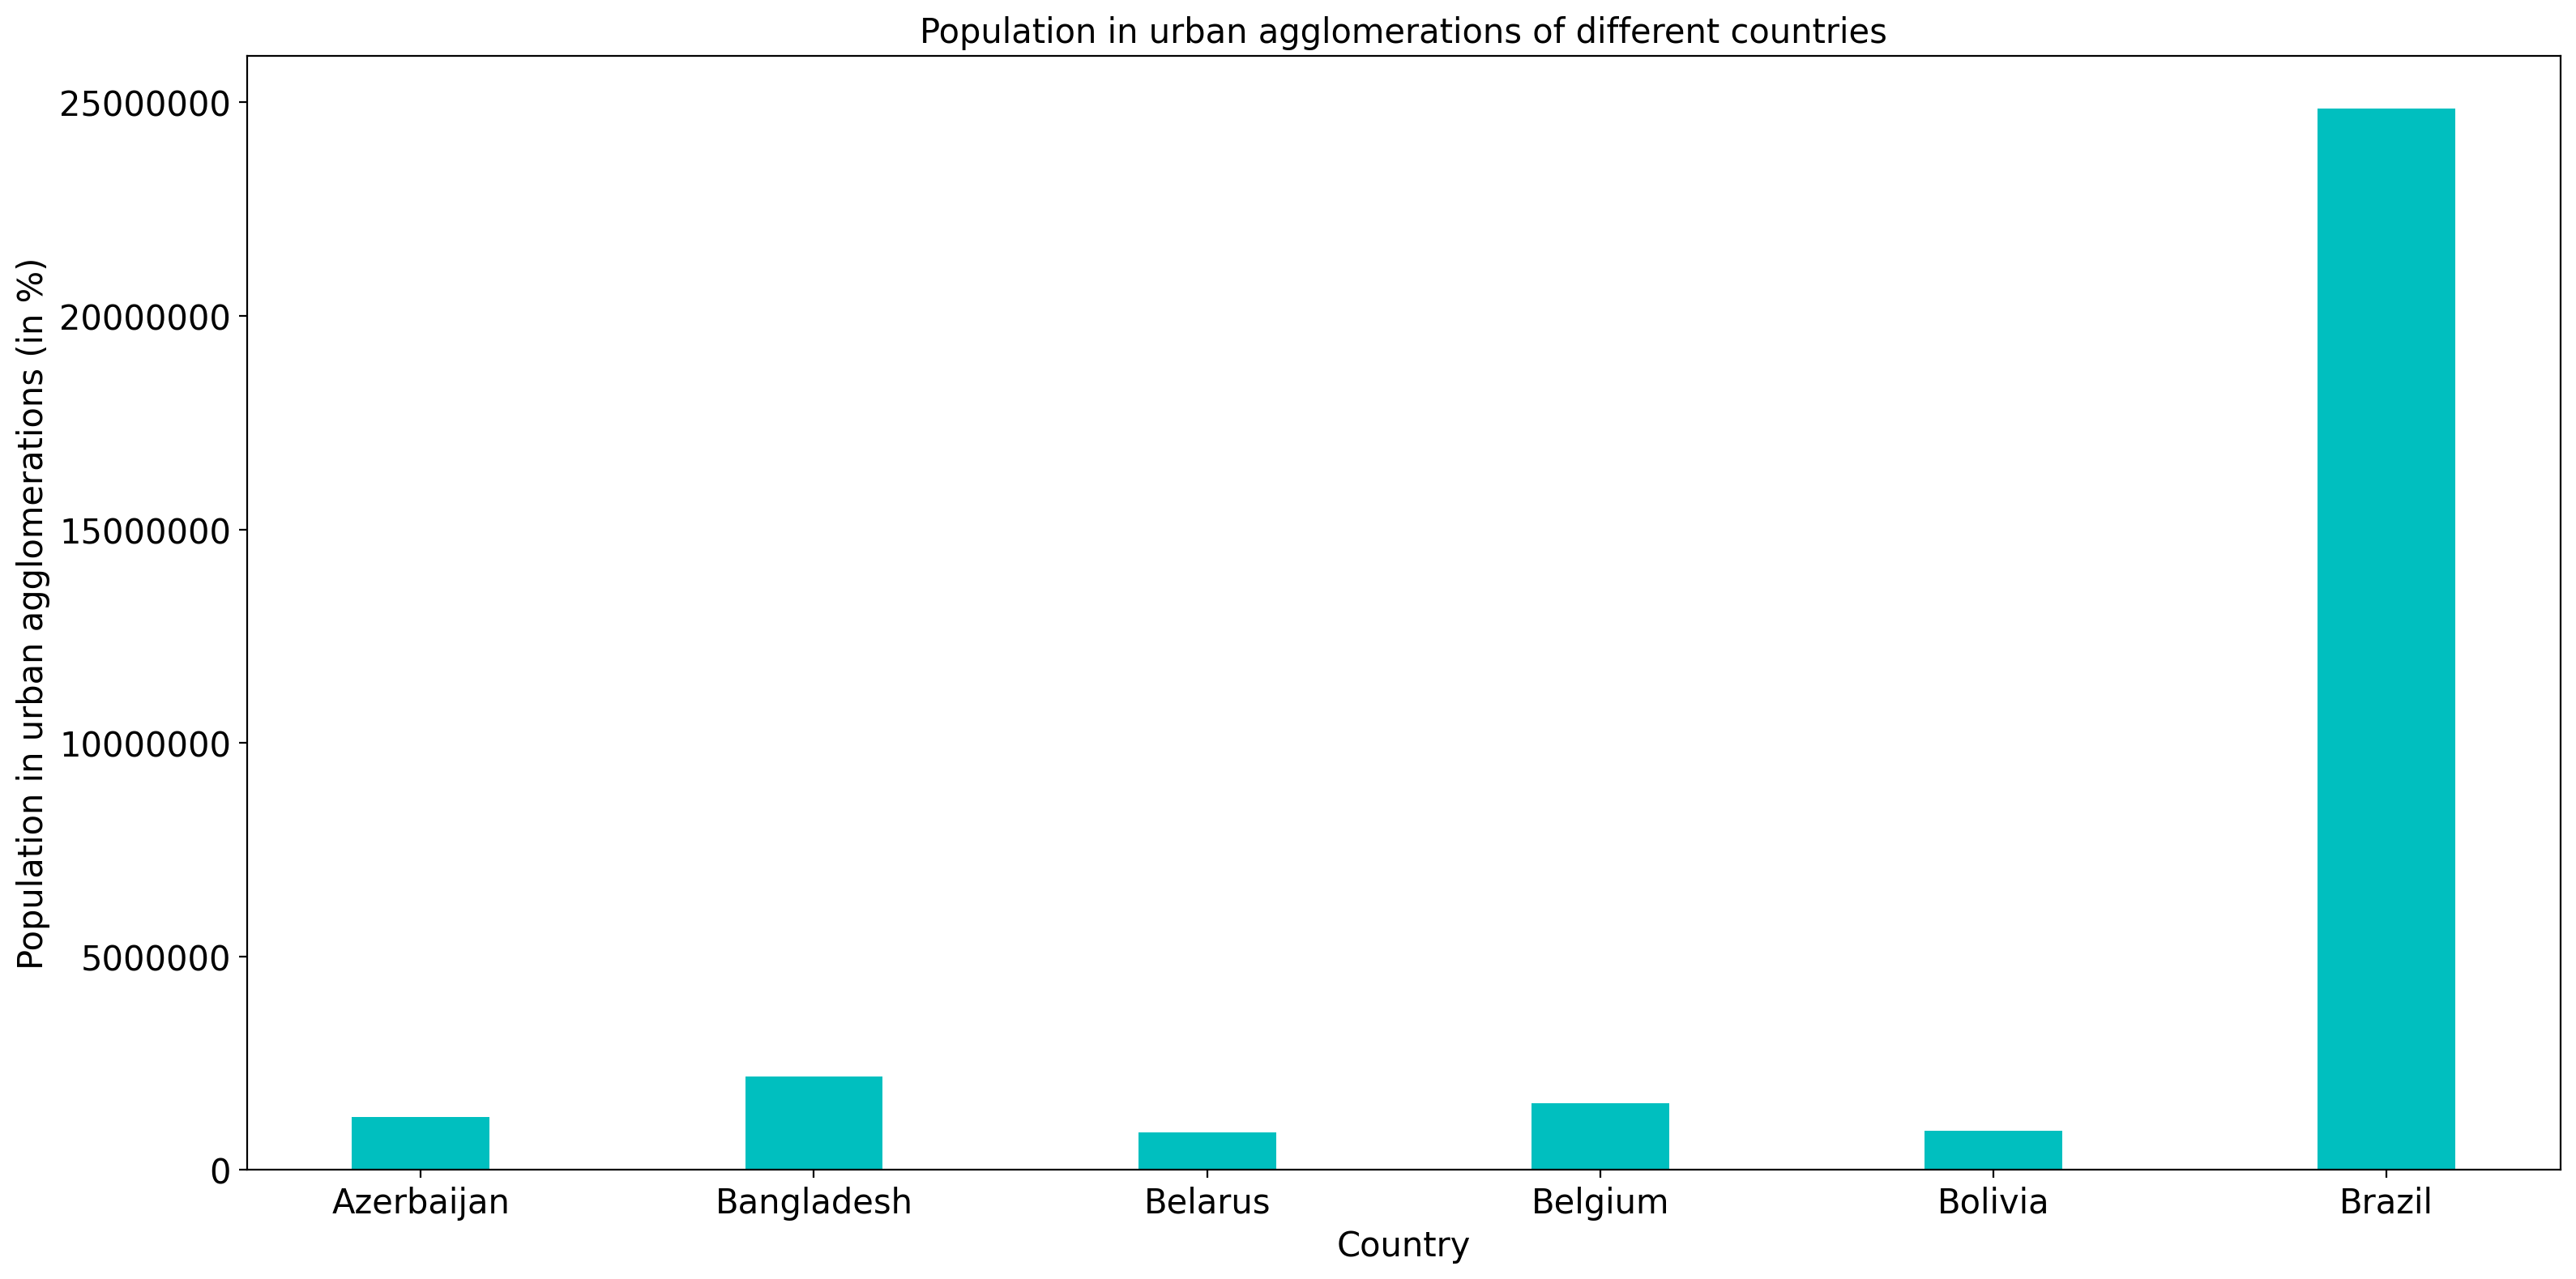 Population in urban agglomerations of different countries
Population in urban agglomerations (in %)
25000000
20000000
15000000
10000000
5000000
0
Azerbaijan
Bangladesh
Belarus
Belgium
Bolivia
Brazil
Country